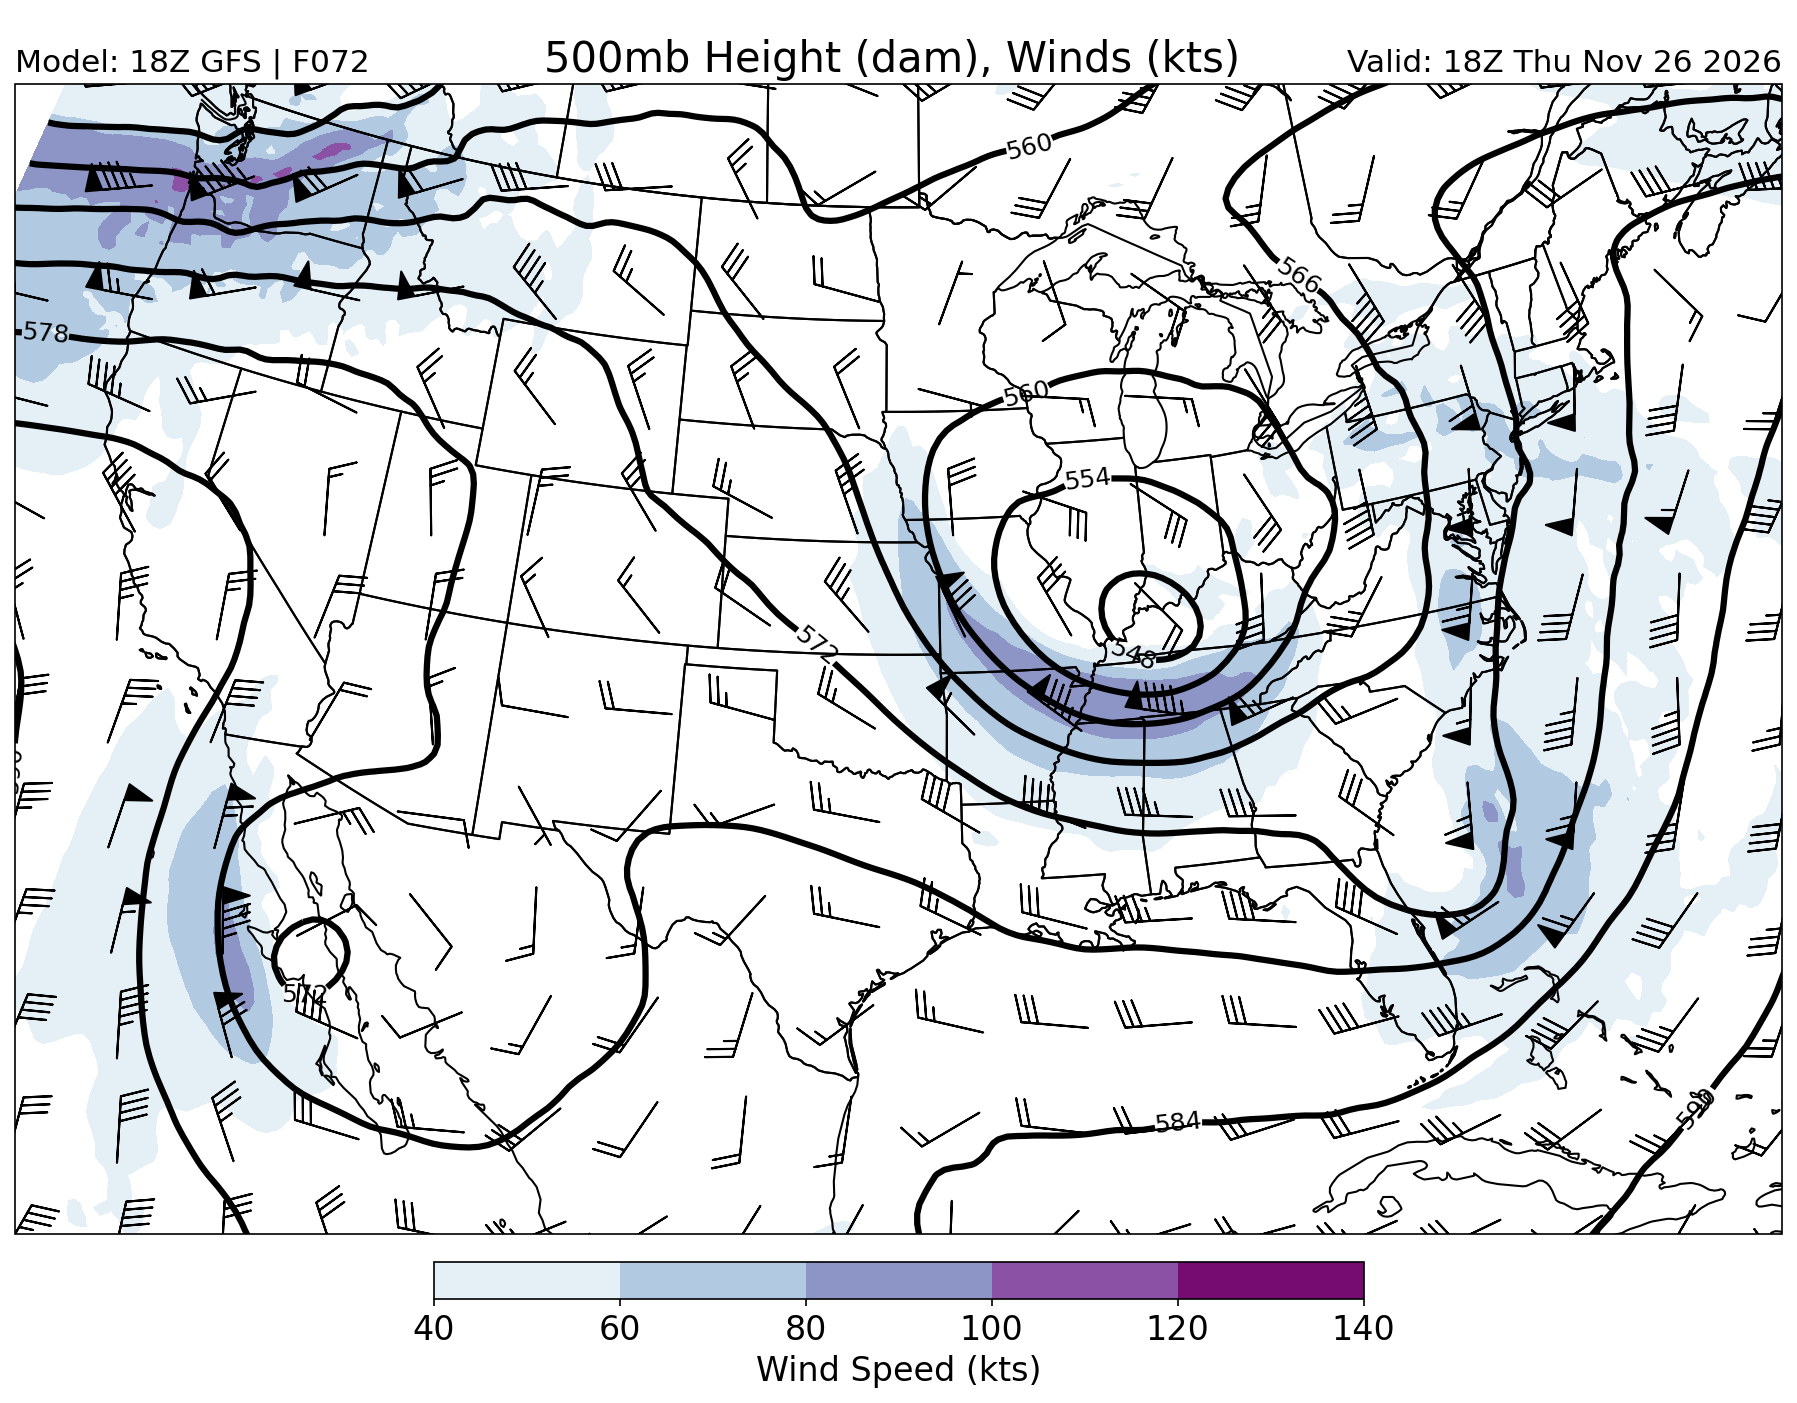 Model: 18Z GFS | F072
500mb Height (dam), Winds (kts)
Valid: 18Z Thu Nov 26 2026
560
566
578
560
554
572
548
572
584
590
40 60 80 100 120 140
Wind Speed (kts)